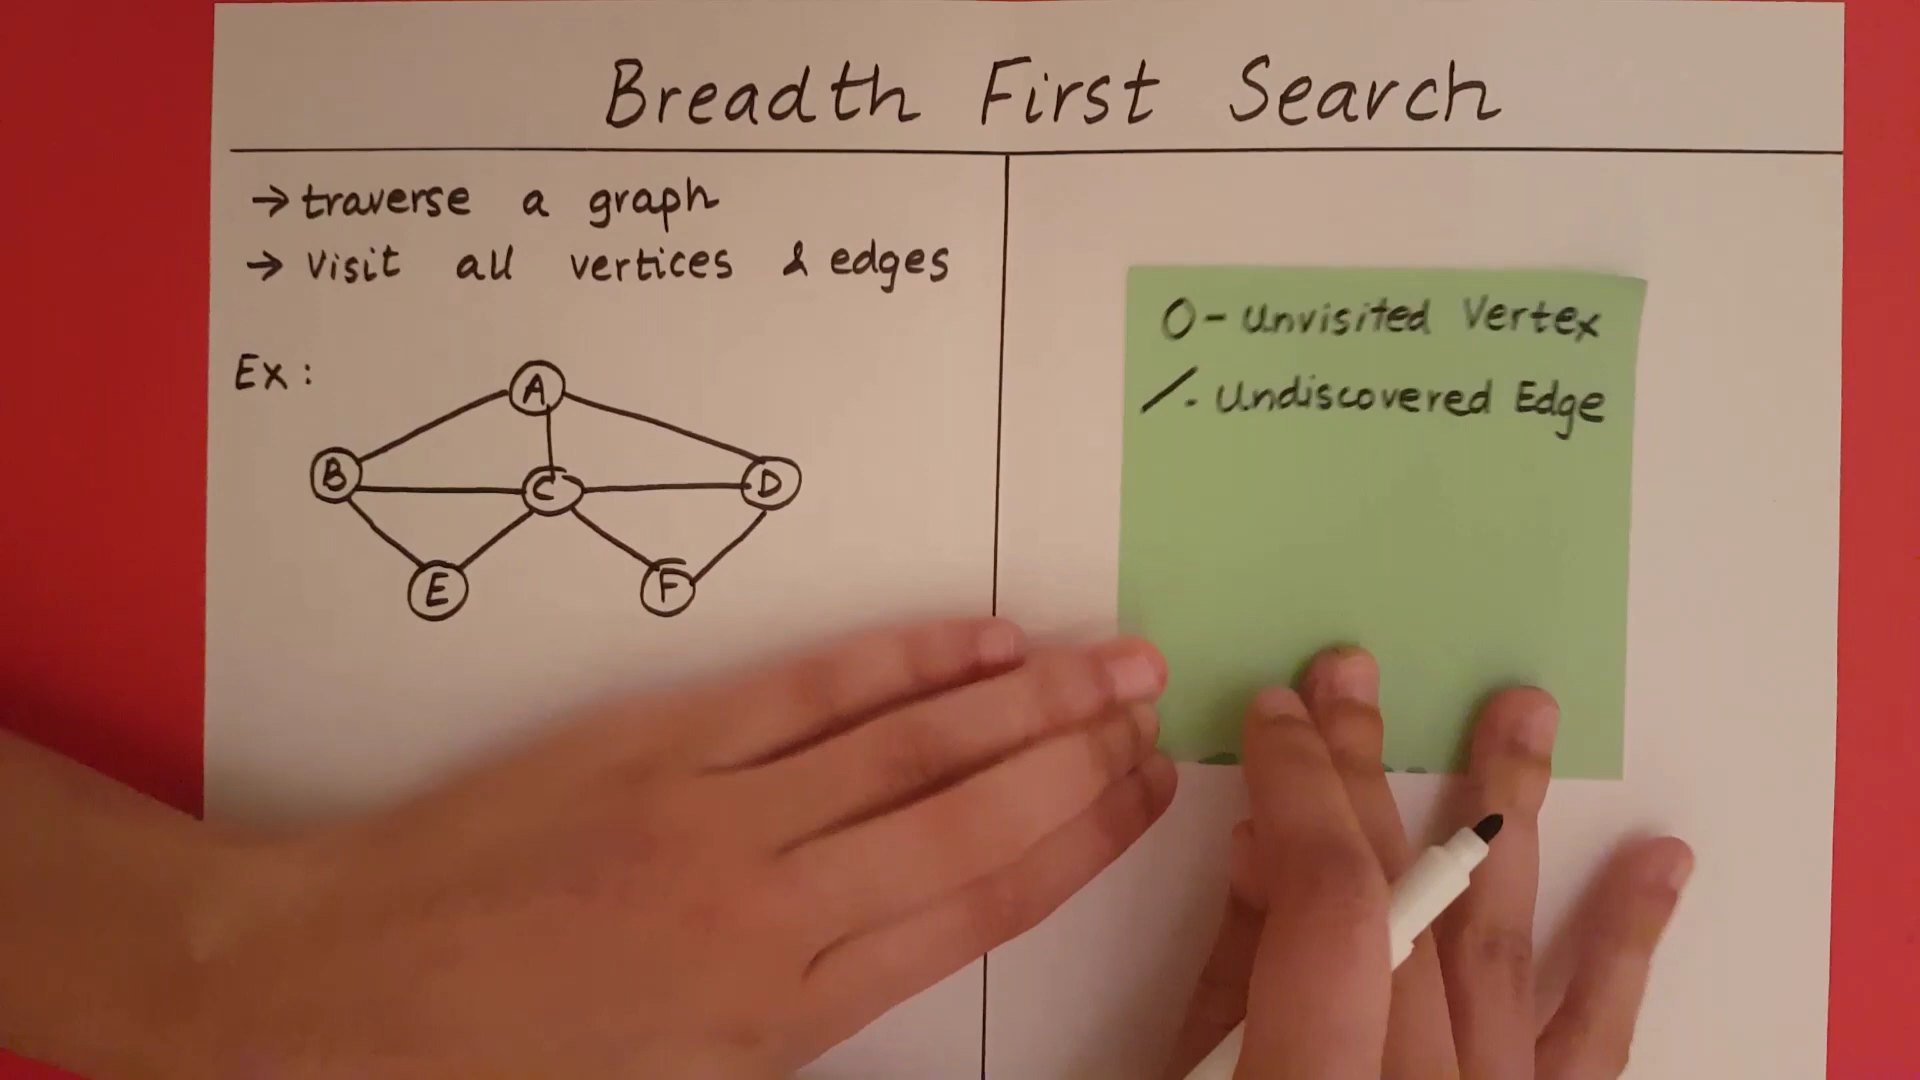 Breadth First Search
→ traverse a graph
→ Visit all vertices & edges
Ex:
A
B C D
E F
O - Unvisited Vertex
/ - Undiscovered Edge